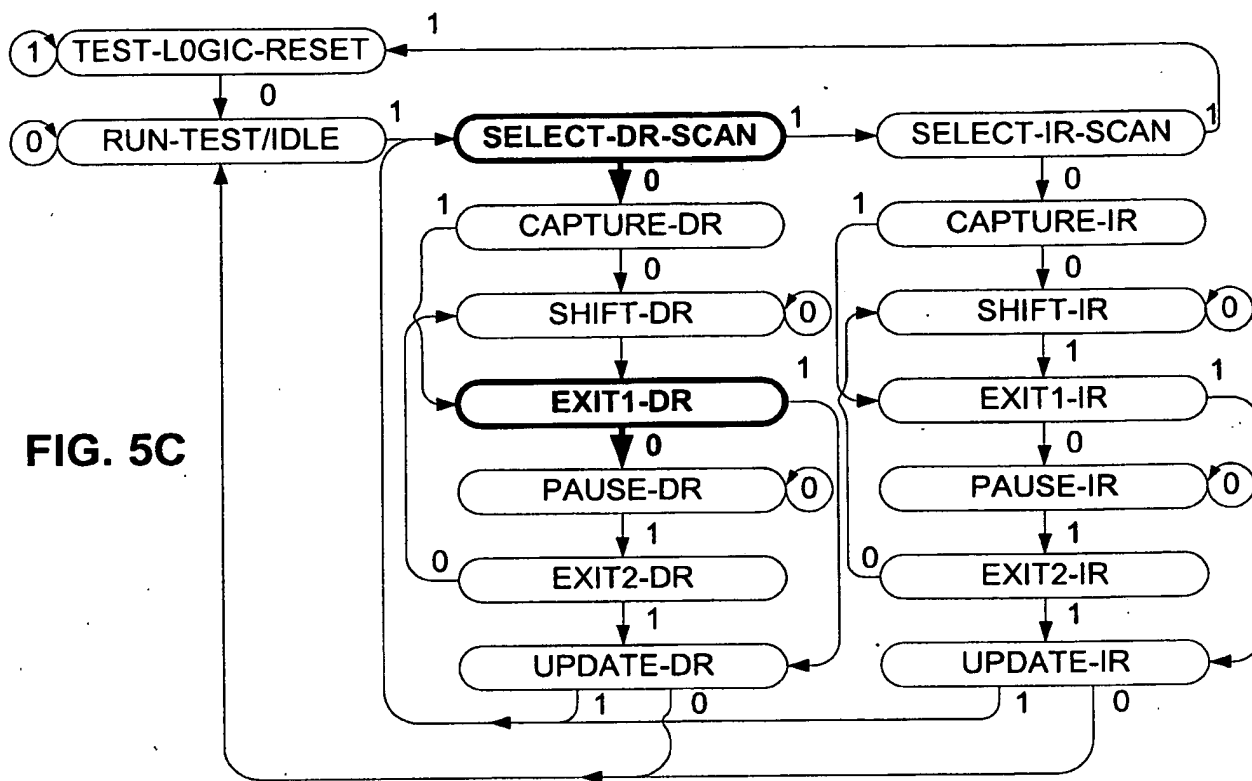 1
1 TEST-L0GIC-RESET
0
0 RUN-TEST/IDLE 1 SELECT-DR-SCAN 1 SELECT-IR-SCAN 1
0 0
1 CAPTURE-DR 1 CAPTURE-IR
0 0
SHIFT-DR 0 SHIFT-IR 0
1
1 1
EXIT1-DR EXIT1-IR
FIG. 5C
0 0
PAUSE-DR 0 PAUSE-IR 0
1 1
0 EXIT2-DR 0 EXIT2-IR
1 1
UPDATE-DR UPDATE-IR
1 0 1 0